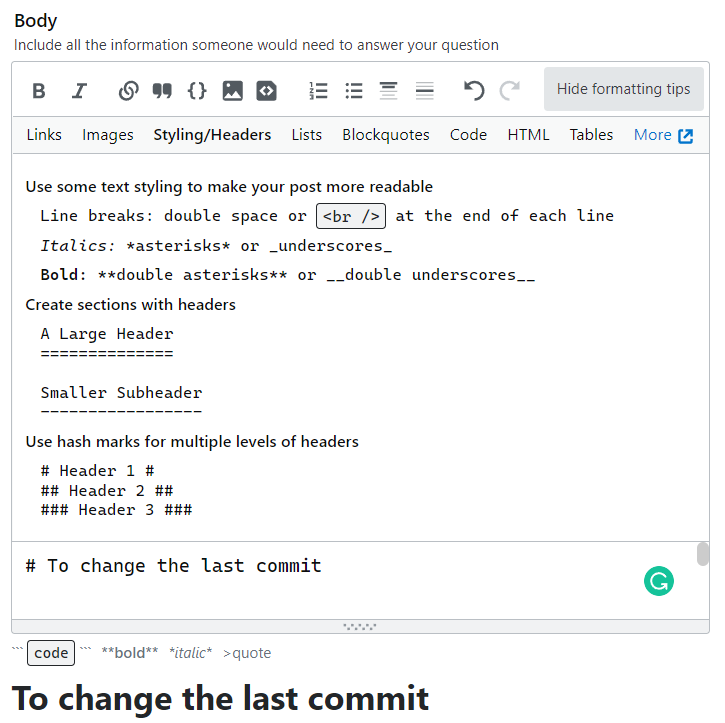 Body
Include all the information someone would need to answer your question
B I {} Hide formatting tips
Links Images Styling/Headers Lists Blockquotes Code HTML Tables More
Use some text styling to make your post more readable
Line breaks: double space or <br /> at the end of each line
Italics: *asterisks* or _underscores_
Bold: **double asterisks** or __double underscores__
Create sections with headers
A Large Header
==============
Smaller Subheader
-----------------
Use hash marks for multiple levels of headers
# Header 1 #
## Header 2 ##
### Header 3 ###
# To change the last commit
``` code ``` **bold** *italic* >quote
To change the last commit